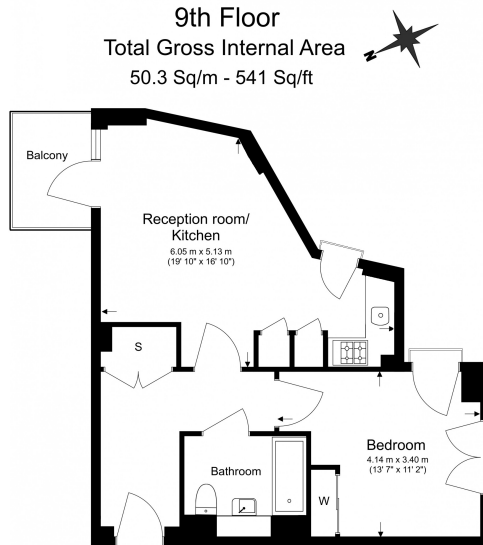 9th Floor
Total Gross Internal Area
50.3 Sq/m - 541 Sq/ft
N
Balcony
Reception room/
Kitchen
6.05 m x 5.13 m
(19' 10" x 16' 10")
S
Bedroom
4.14 m x 3.40 m
(13' 7" x 11' 2")
Bathroom
W